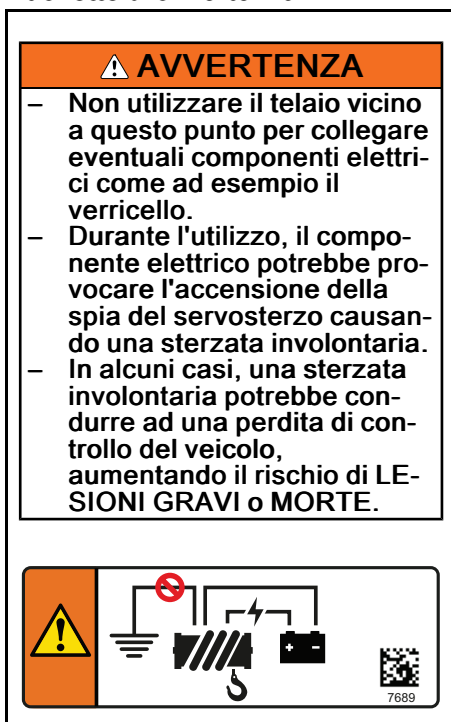 AVVERTENZA
– Non utilizzare il telaio vicino
a questo punto per collegare
eventuali componenti elettri-
ci come ad esempio il
verricello.
– Durante l'utilizzo, il compo-
nente elettrico potrebbe pro-
vocare l'accensione della
spia del servosterzo causan-
do una sterzata involontaria.
– In alcuni casi, una sterzata
involontaria potrebbe con-
durre ad una perdita di con-
trollo del veicolo,
aumentando il rischio di LE-
SIONI GRAVI o MORTE.
7689